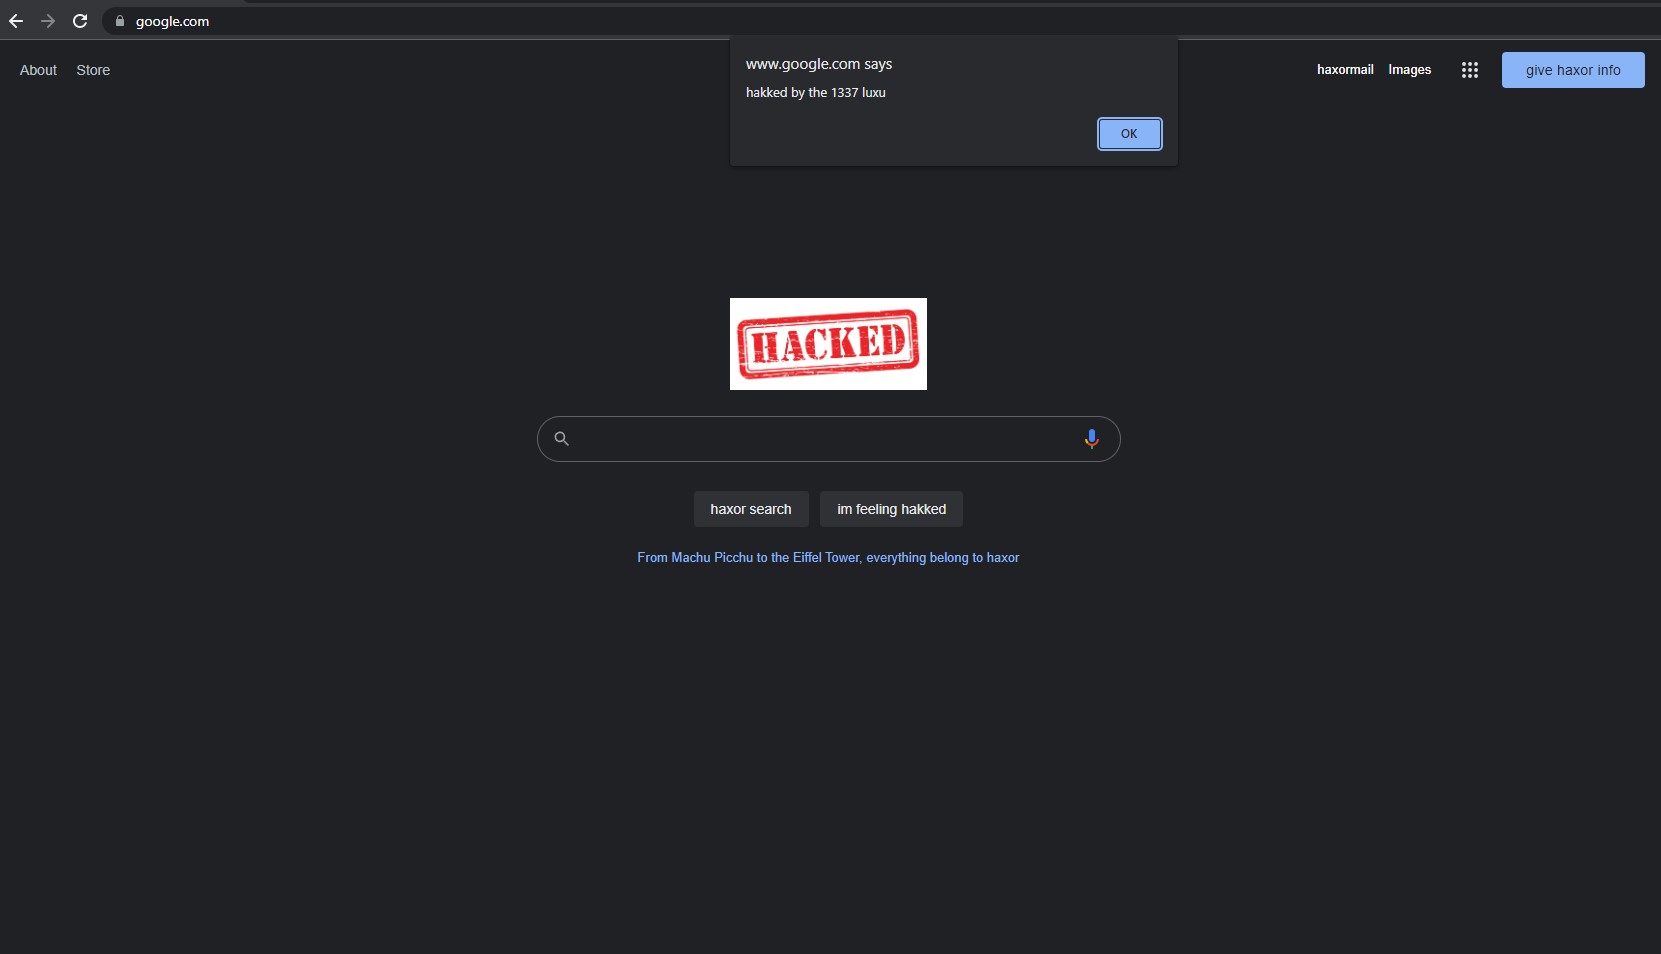 google.com
www.google.com says
hakked by the 1337 luxu
OK
About Store
haxormail Images
give haxor info
HACKED
haxor search im feeling hakked
From Machu Picchu to the Eiffel Tower, everything belong to haxor